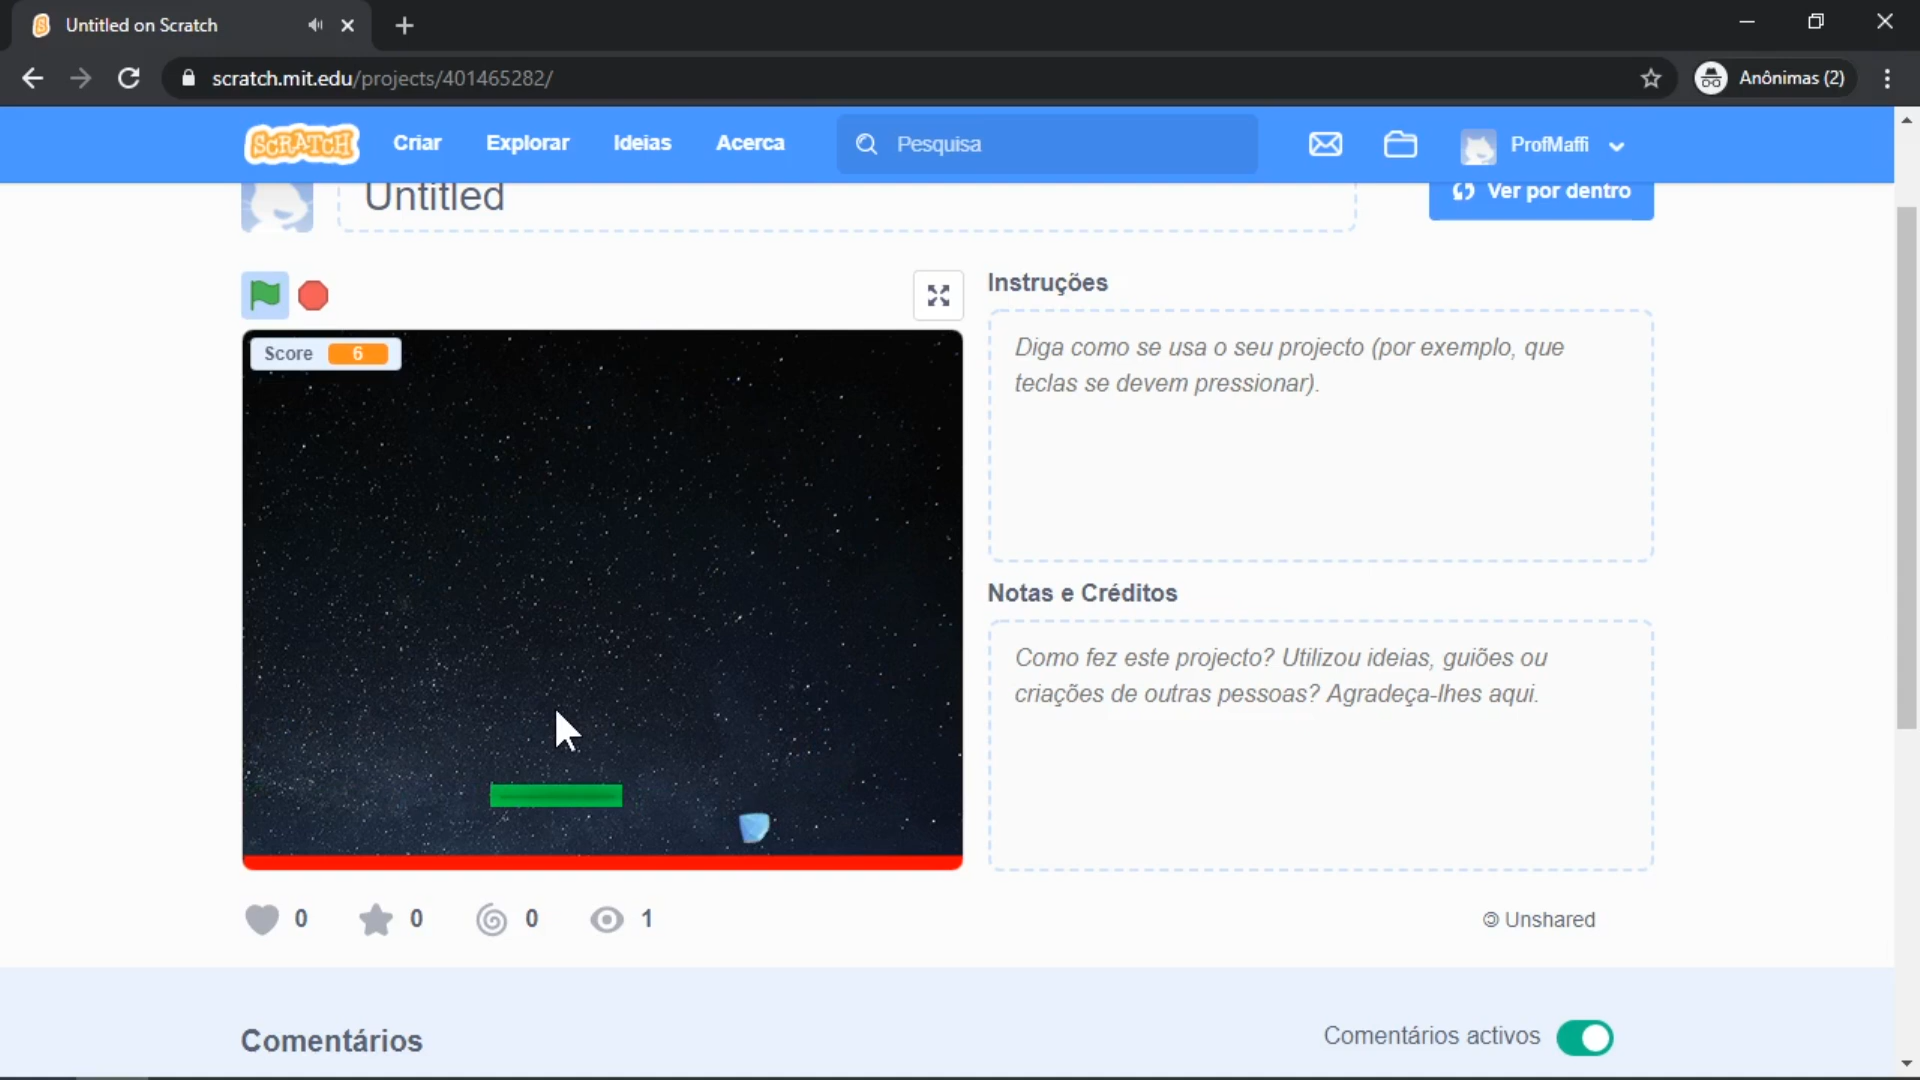 Untitled on Scratch
scratch.mit.edu/projects/401465282/
Anônimas (2)
SCRATCH
Criar
Explorar
Ideias
Acerca
Pesquisa
ProfMaffi
Untitled
Ver por dentro
Score 6
Instruções
Diga como se usa o seu projecto (por exemplo, que
teclas se devem pressionar).
Notas e Créditos
Como fez este projecto? Utilizou ideias, guiões ou
criações de outras pessoas? Agradeça-lhes aqui.
0
0
0
1
Unshared
Comentários
Comentários activos